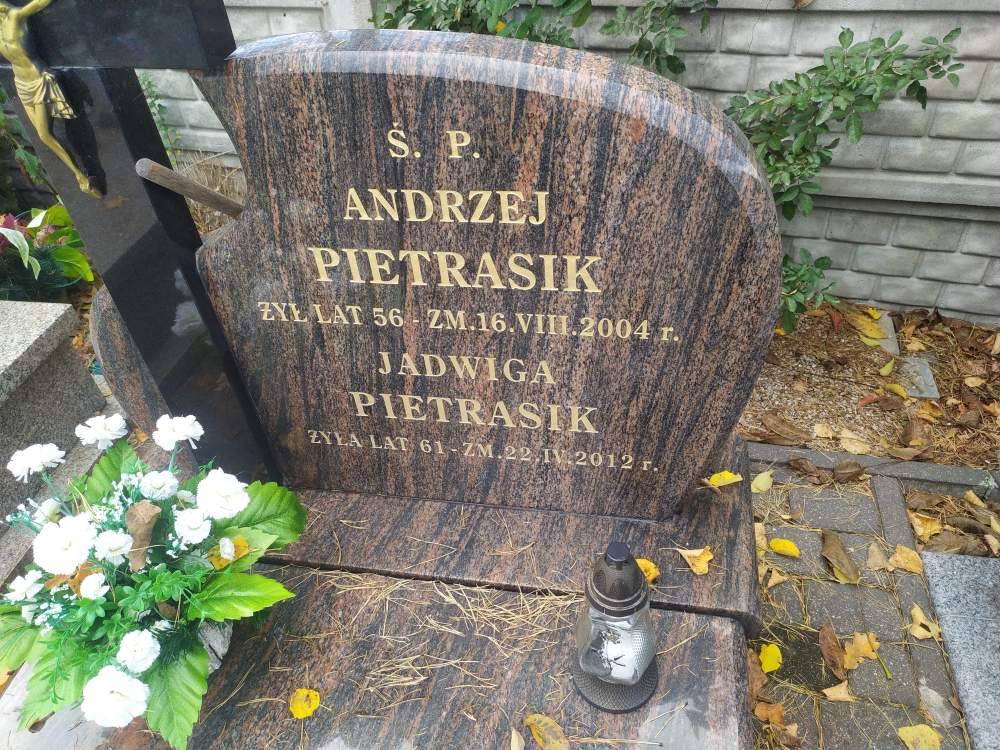 Ś. P.
ANDRZEJ
PIETRASIK
ŻYŁ LAT 56 - ZM.16.VIII.2004 r.
JADWIGA
PIETRASIK
ŻYŁA LAT 61 - ZM.22.IV.2012 r.